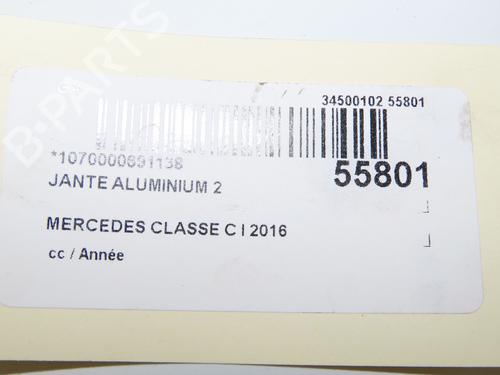 B-PARTS
34500102 55801
*1070000691138
55801
JANTE ALUMINIUM 2
MERCEDES CLASSE C I 2016
cc / Année